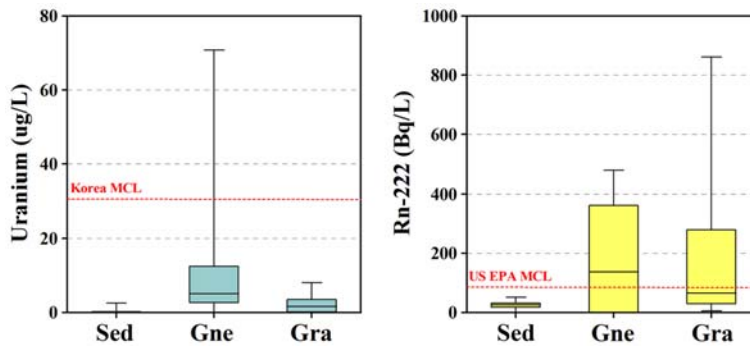 Uranium (ug/L)
80
60
40
20
0
Korea MCL
Sed Gne Gra
Rn-222 (Bq/L)
1000
800
600
400
200
0
US EPA MCL
Sed Gne Gra